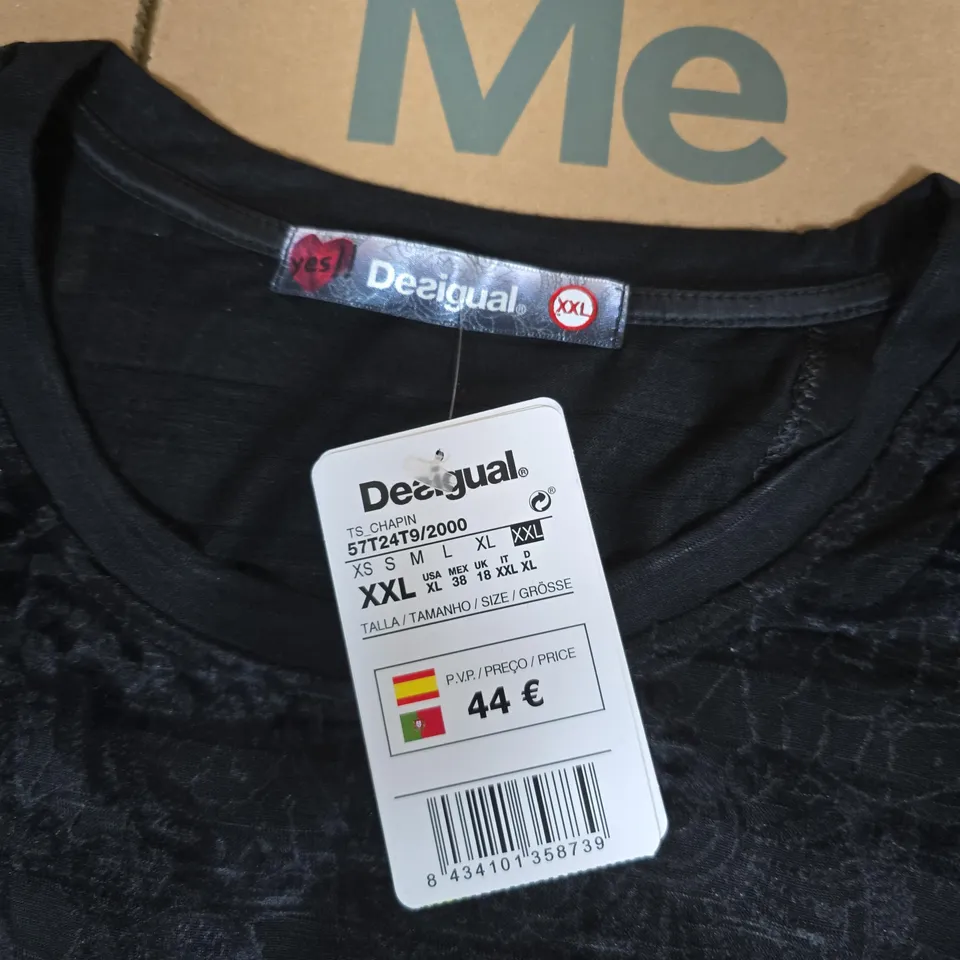 Me
yes!
Desigual®
XXL
Desigual®
TS_CHAPIN
57T24T9/2000
XS S M L XL XXL
XXL USA XL MEX 38 UK 18 IT XXL D XL
TALLA / TAMANHO / SIZE / GRÖSSE
P.V.P. / PREÇO / PRICE
44 €
8 434101 358739